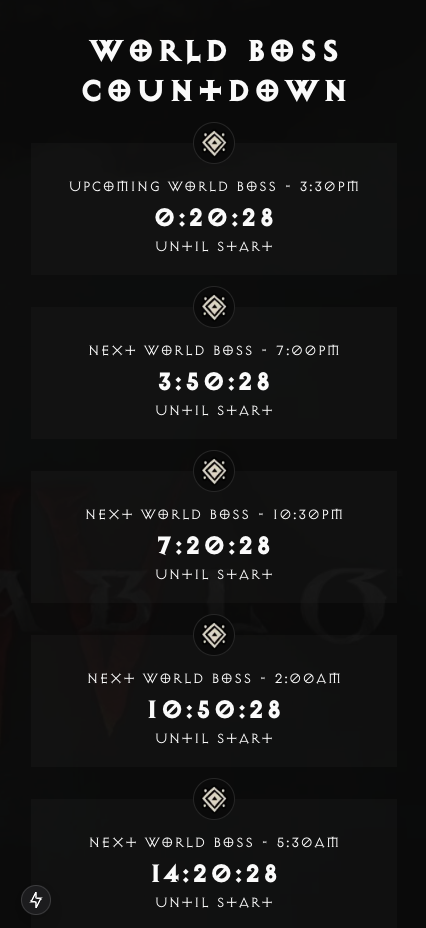 WORLD BOSS
COUNTDOWN
UPCOMING WORLD BOSS - 3:30PM
0:20:28
UNTIL START
NEXT WORLD BOSS - 7:00PM
3:50:28
UNTIL START
NEXT WORLD BOSS - 10:30PM
7:20:28
UNTIL START
ABLO
NEXT WORLD BOSS - 2:00AM
10:50:28
UNTIL START
NEXT WORLD BOSS - 5:30AM
14:20:28
UNTIL START